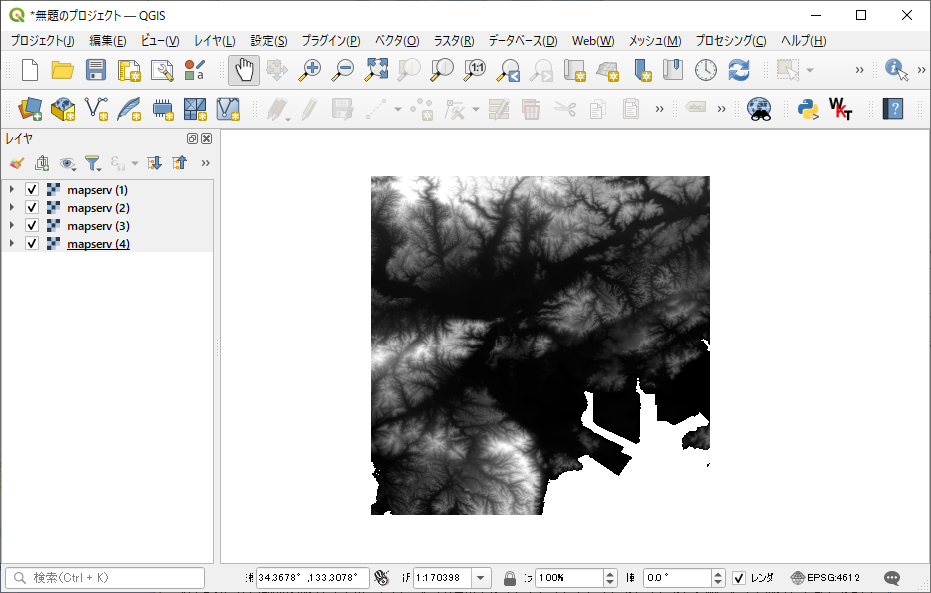 *無題のプロジェクト — QGIS
プロジェクト(J) 編集(E) ビュー(V) レイヤ(L) 設定(S) プラグイン(P) ベクタ(O) ラスタ(R) データベース(D) Web(W) メッシュ(M) プロセシング(C) ヘルプ(H)
レイヤ
mapserv (1)
mapserv (2)
mapserv (3)
mapserv (4)
検索(Ctrl + K) 34.3678° ,133.3078° 1:170398 100% 0.0 ° レンダ EPSG:4612